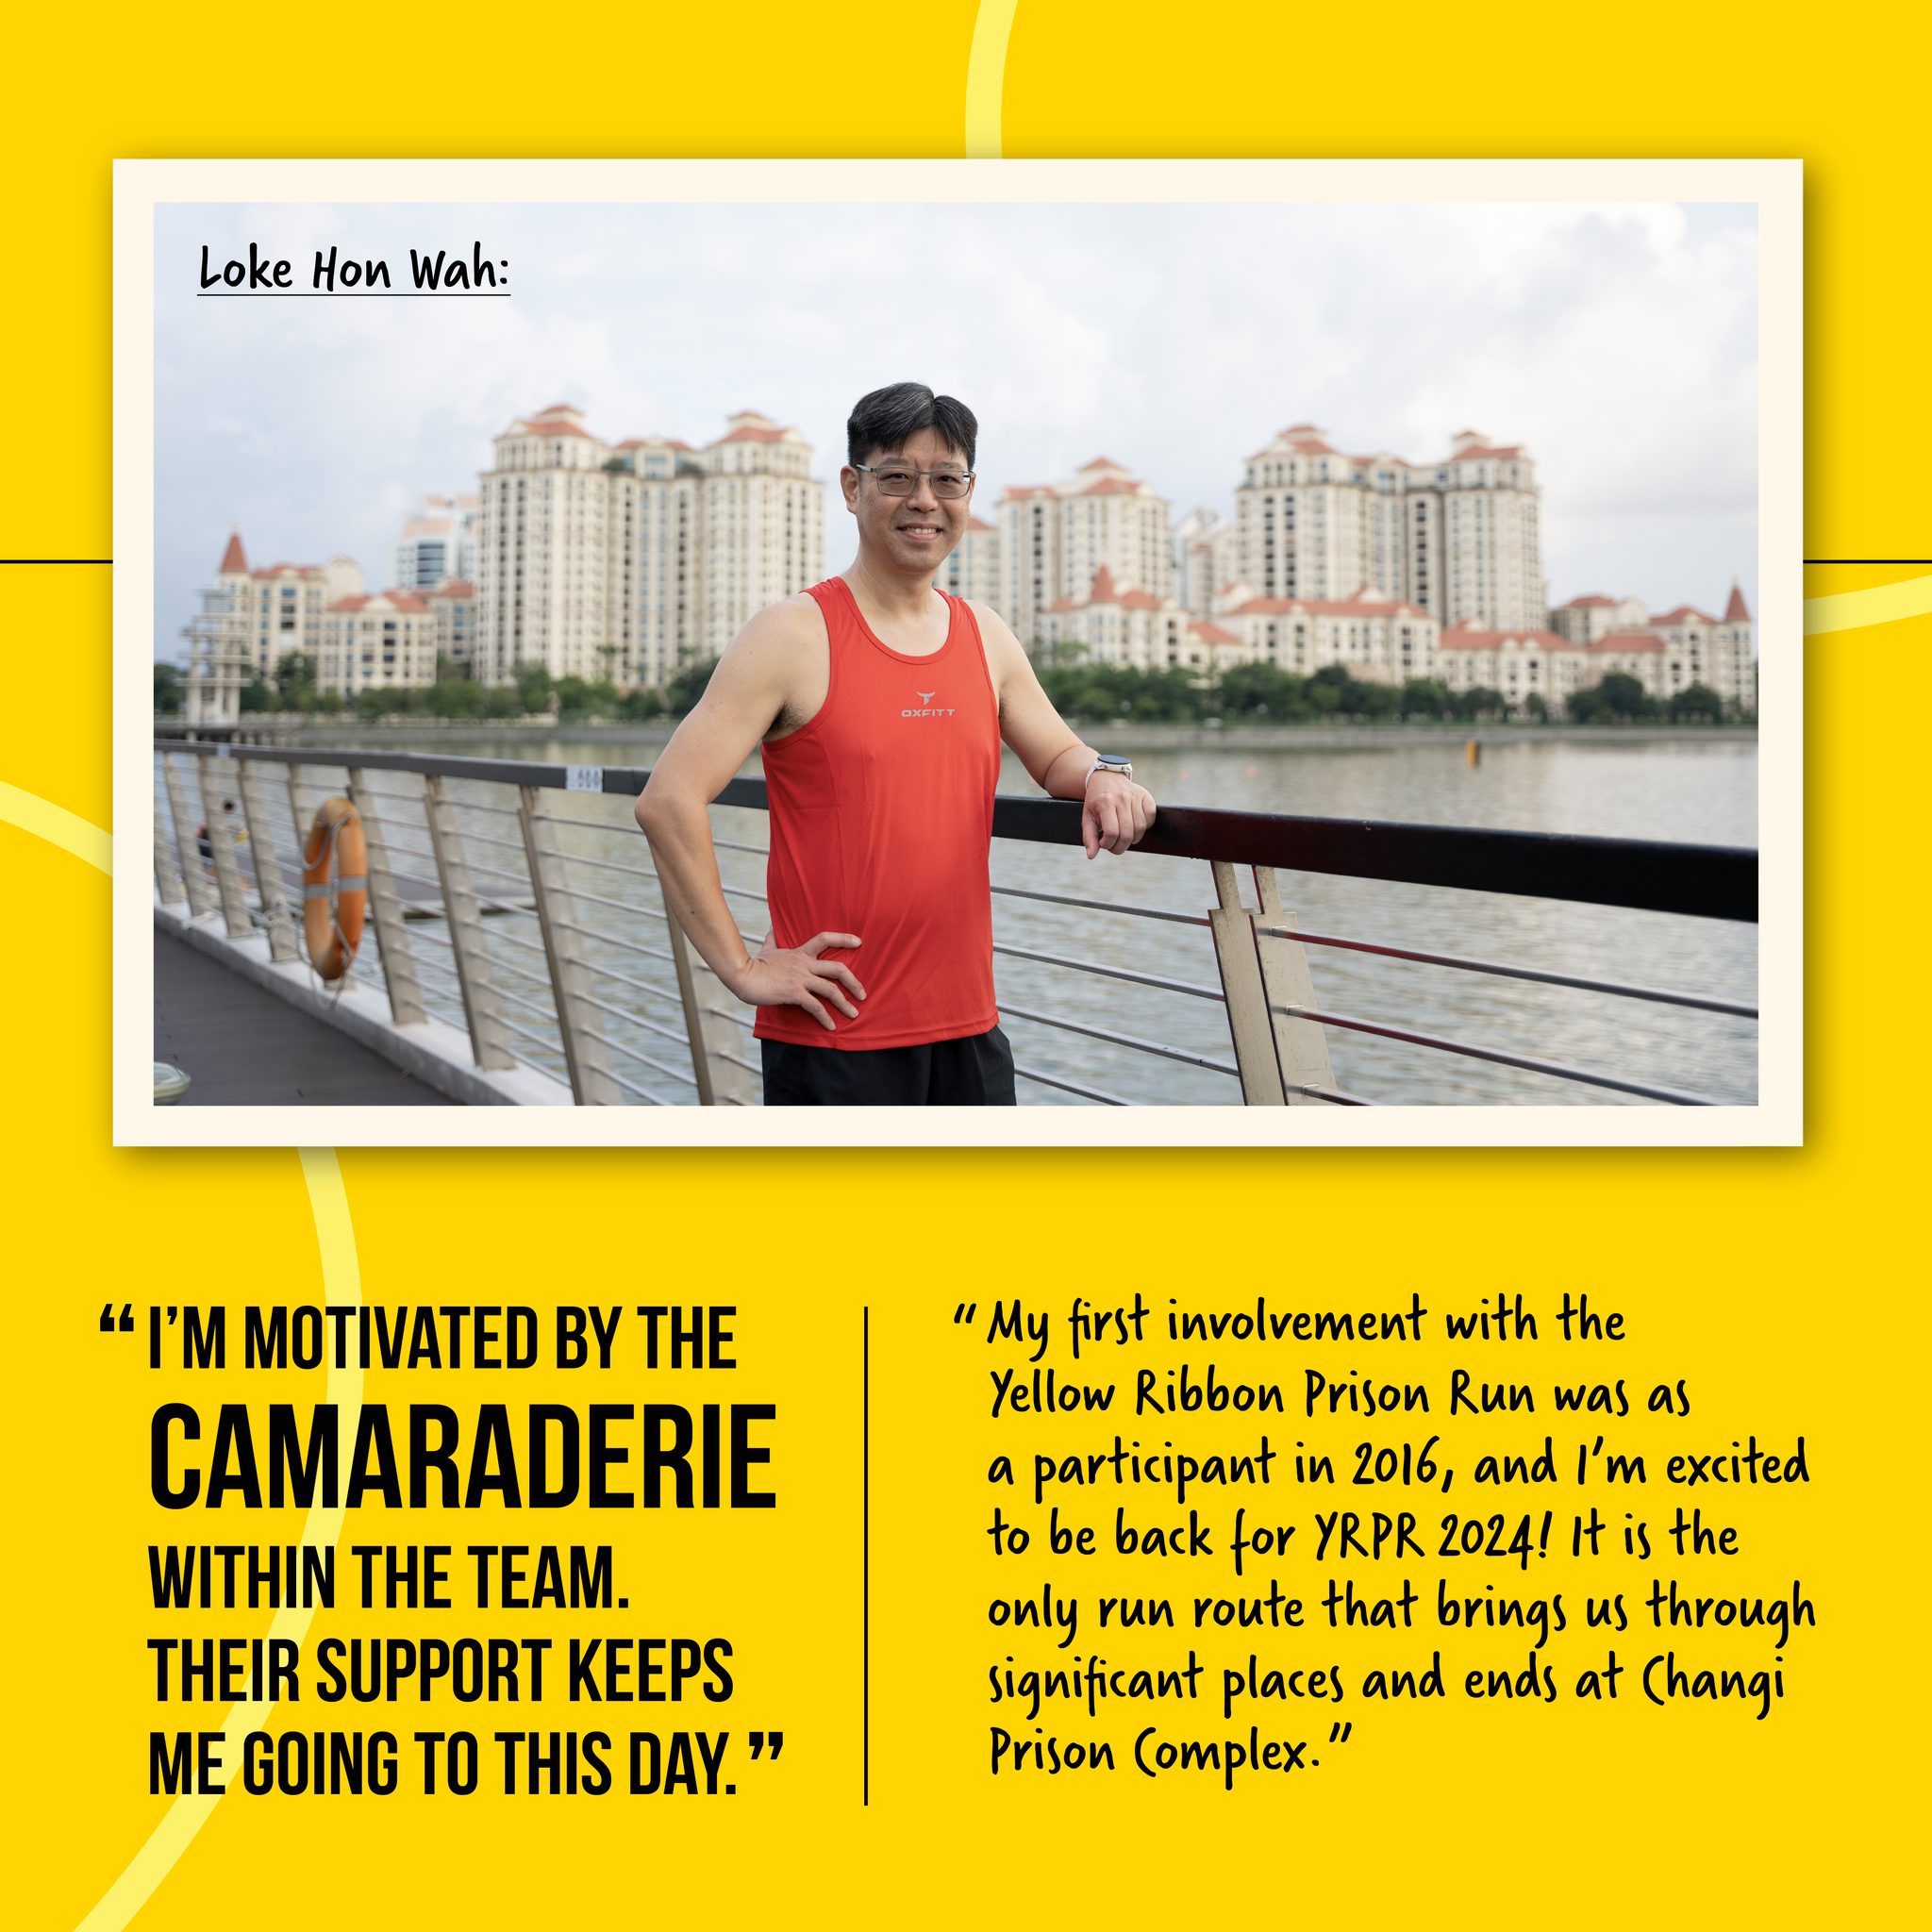 Loke Hon Wah:
OXFITT
“I’M MOTIVATED BY THE
CAMARADERIE
WITHIN THE TEAM.
THEIR SUPPORT KEEPS
ME GOING TO THIS DAY.”
“My first involvement with the
Yellow Ribbon Prison Run was as
a participant in 2016, and I’m excited
to be back for YRPR 2024! It is the
only run route that brings us through
significant places and ends at Changi
Prison Complex.”